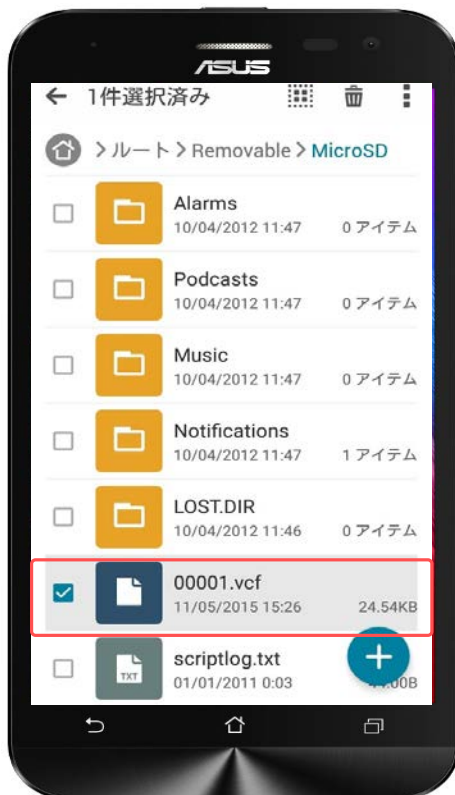 ASUS
1件選択済み
>ルート>Removable>MicroSD
Alarms
10/04/2012 11:47 0 アイテム
Podcasts
10/04/2012 11:47 0 アイテム
Music
10/04/2012 11:47 0 アイテム
Notifications
10/04/2012 11:47 1 アイテム
LOST.DIR
10/04/2012 11:46 0 アイテム
00001.vcf
11/05/2015 15:26 24.54KB
scriptlog.txt
TXT
01/01/2011 0:03